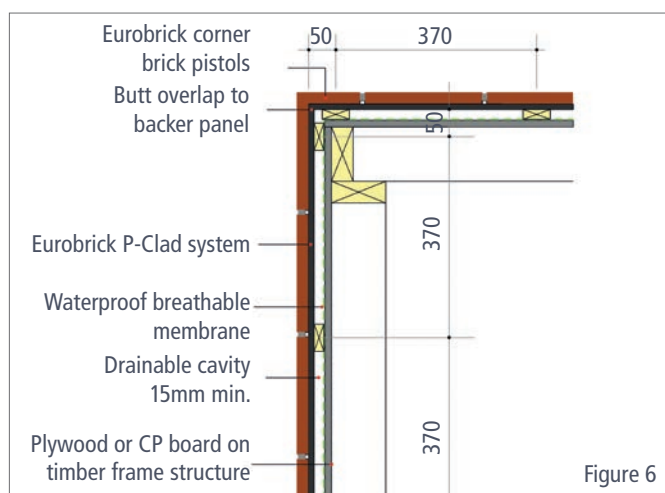 Eurobrick corner
brick pistols
50
370
Butt overlap to
backer panel
50
370
Eurobrick P-Clad system
Waterproof breathable
membrane
Drainable cavity
15mm min.
370
Plywood or CP board on
timber frame structure
Figure 6